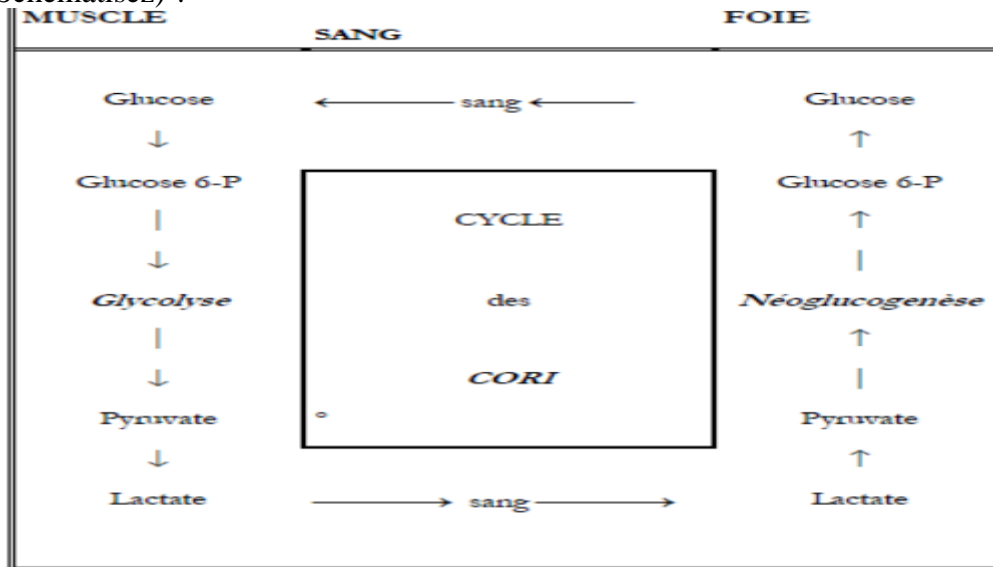 schématisez) :
MUSCLE SANG FOIE
Glucose ← sang ← Glucose
↓ ↑
Glucose 6-P CYCLE Glucose 6-P
| ↑
↓ |
Glycolyse des Néoglucogenèse
| ↑
↓ CORI |
Pyruvate ° Pyruvate
↓ ↑
Lactate → sang → Lactate